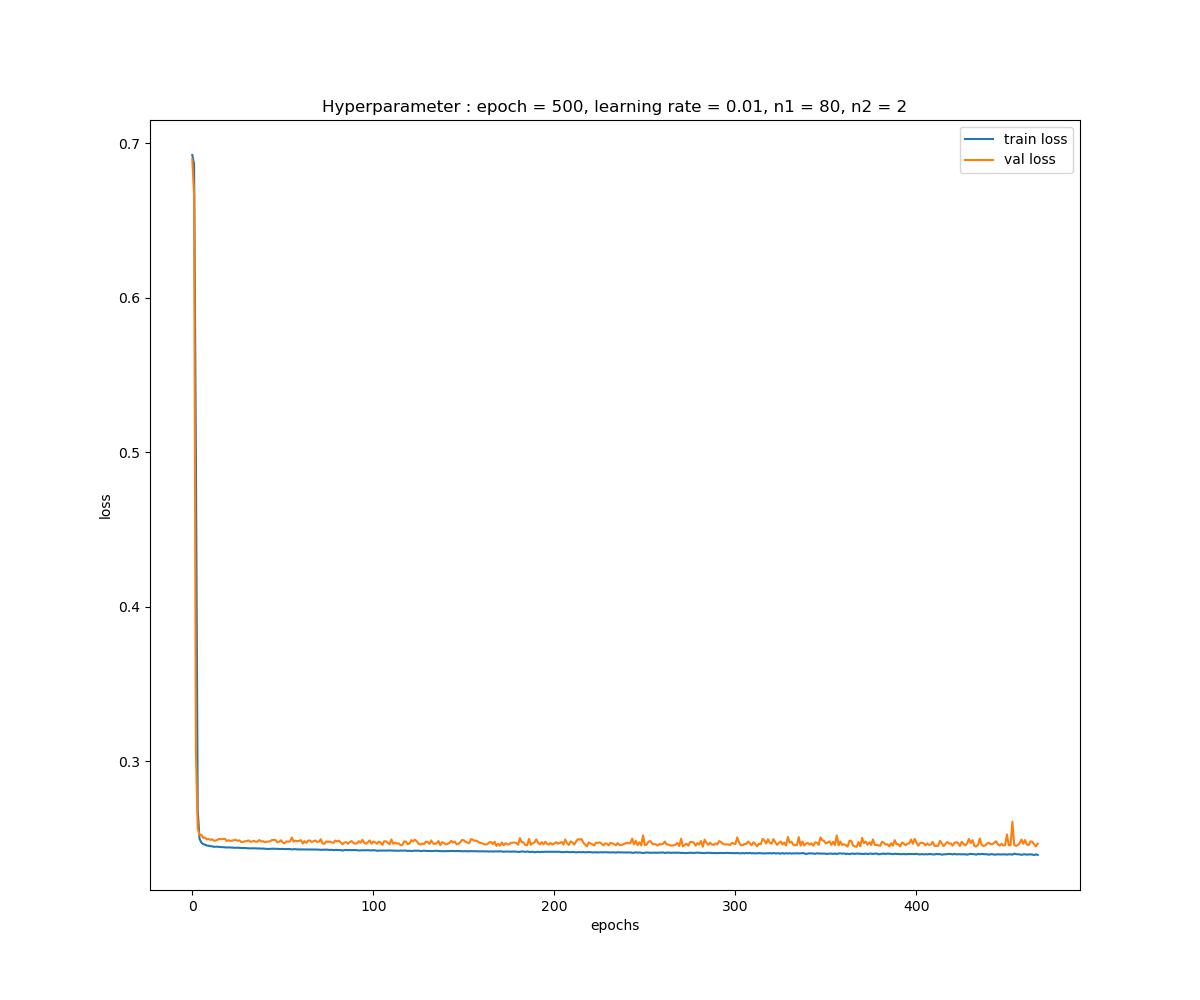 Hyperparameter : epoch = 500, learning rate = 0.01, n1 = 80, n2 = 2
train loss
val loss
0.7
0.6
0.5
0.4
0.3
loss
0 100 200 300 400
epochs